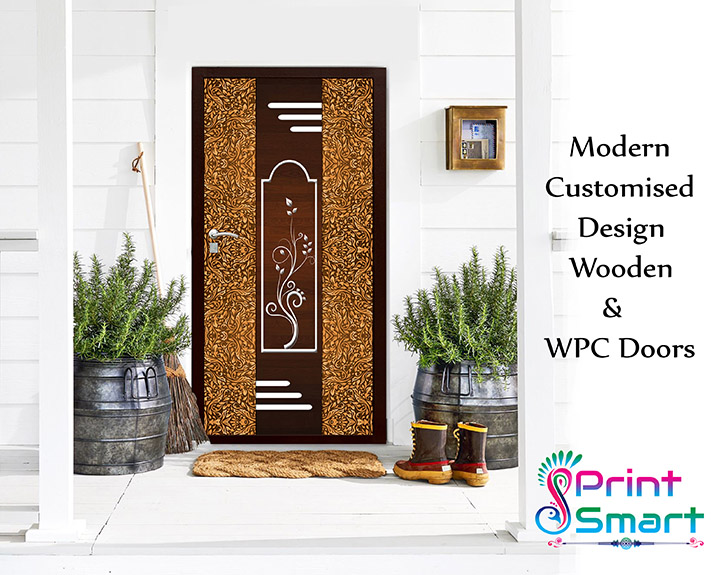 Modern
Customised
Design
Wooden
&
WPC Doors
Print
Smart